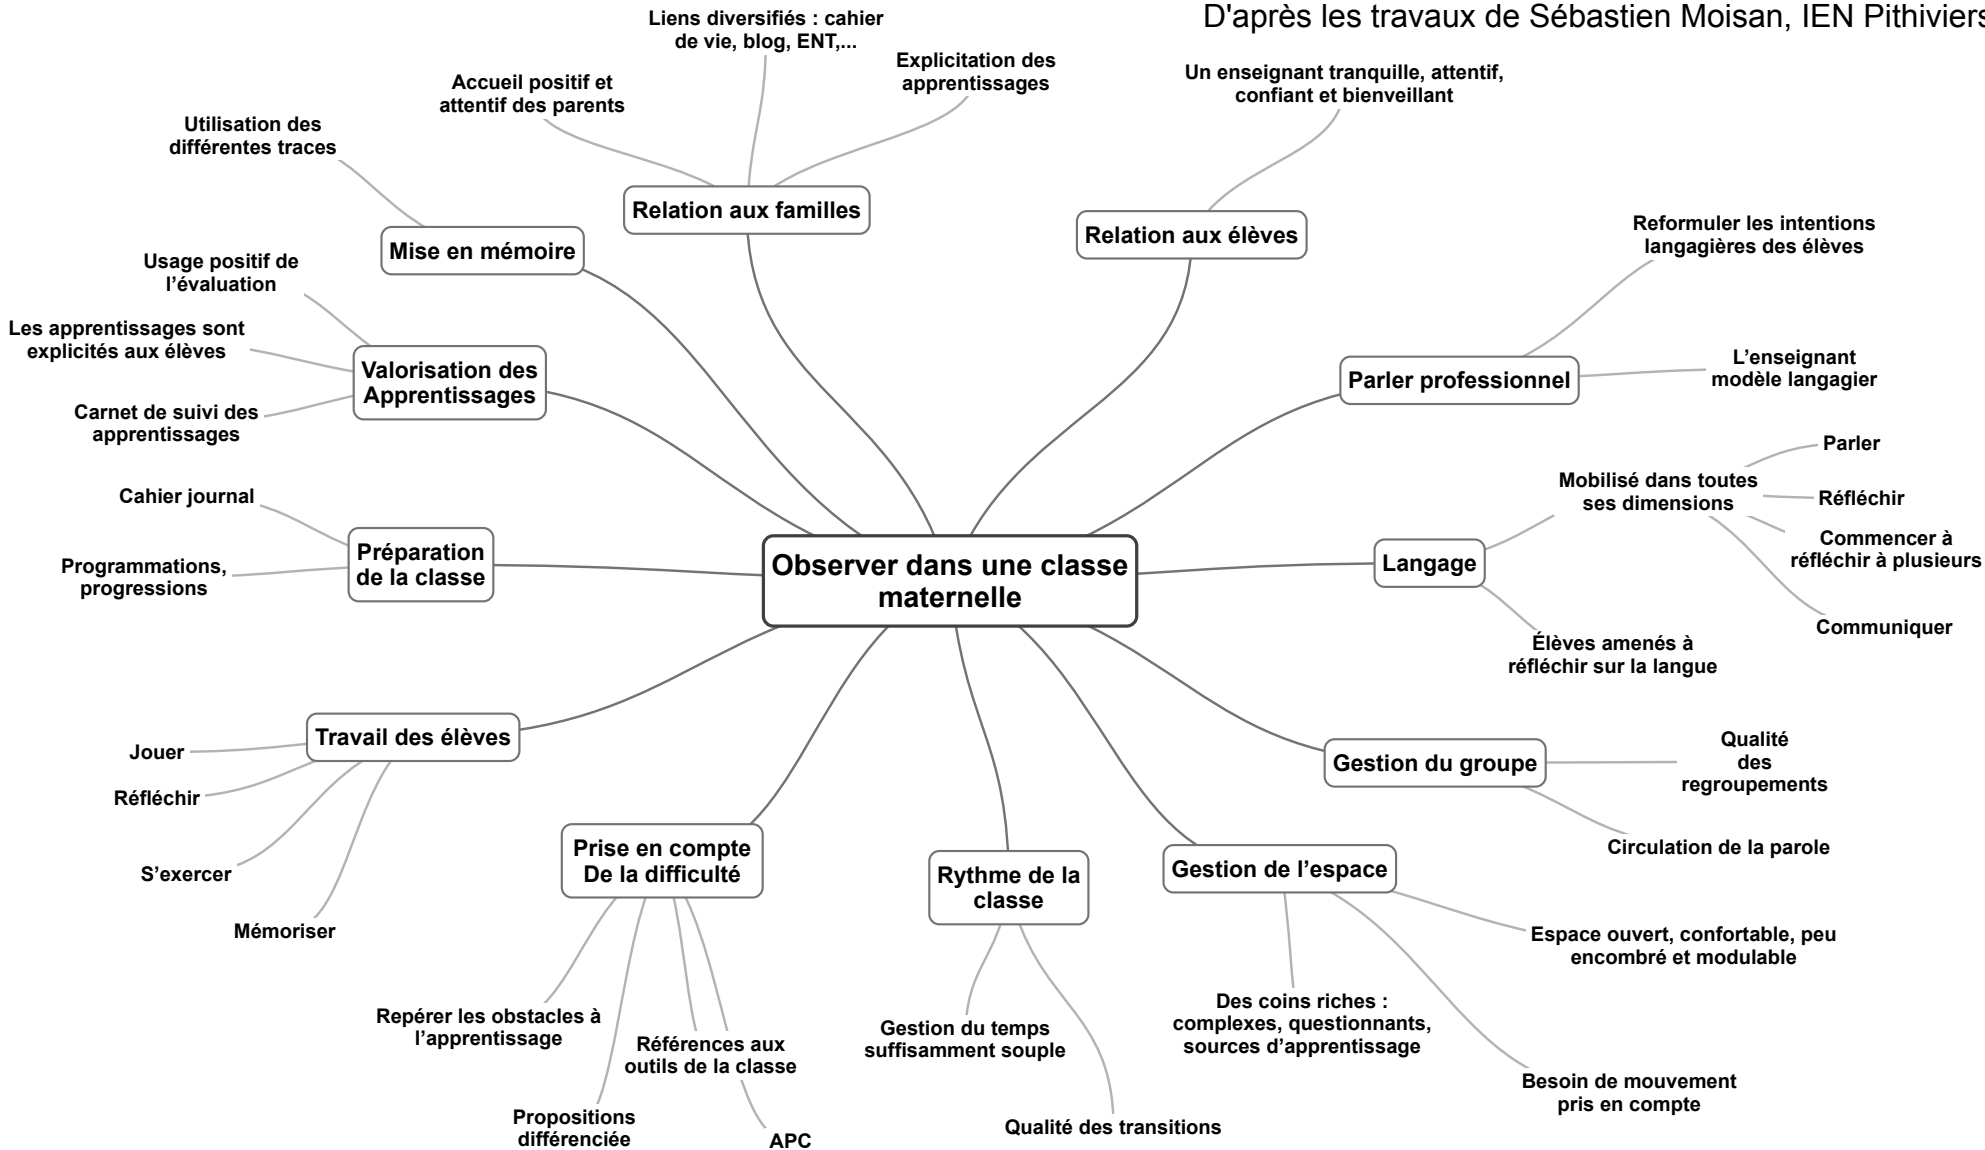 D'après les travaux de Sébastien Moisan, IEN Pithiviers
Observer dans une classe
maternelle
Relation aux familles
Accueil positif et
attentif des parents
Liens diversifiés : cahier
de vie, blog, ENT,...
Explicitation des
apprentissages
Relation aux élèves
Un enseignant tranquille, attentif,
confiant et bienveillant
Parler professionnel
Reformuler les intentions
langagières des élèves
L’enseignant
modèle langagier
Langage
Mobilisé dans toutes
ses dimensions
Parler
Réfléchir
Commencer à
réfléchir à plusieurs
Communiquer
Élèves amenés à
réfléchir sur la langue
Gestion du groupe
Qualité
des
regroupements
Circulation de la parole
Gestion de l’espace
Espace ouvert, confortable, peu
encombré et modulable
Besoin de mouvement
pris en compte
Des coins riches :
complexes, questionnants,
sources d’apprentissage
Rythme de la
classe
Gestion du temps
suffisamment souple
Qualité des transitions
Prise en compte
De la difficulté
Repérer les obstacles à
l’apprentissage
Propositions
différenciée
Références aux
outils de la classe
APC
Travail des élèves
Jouer
Réfléchir
S’exercer
Mémoriser
Préparation
de la classe
Cahier journal
Programmations,
progressions
Valorisation des
Apprentissages
Usage positif de
l’évaluation
Les apprentissages sont
explicités aux élèves
Carnet de suivi des
apprentissages
Mise en mémoire
Utilisation des
différentes traces